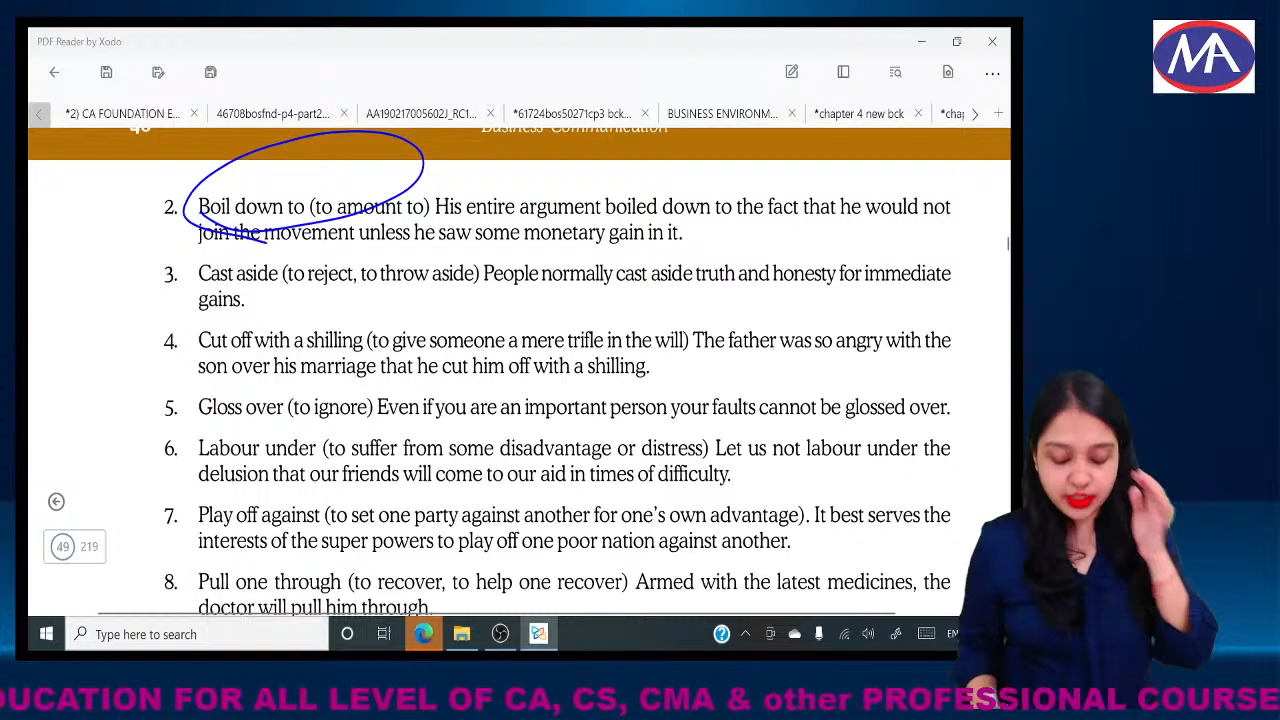 MA
PDF Reader by Xodo
*2) CA FOUNDATION E...
46708bosfnd-p4-part2...
AA190217005602J_RC1...
*61724bos50271cp3 bck...
BUSINESS ENVIRONM...
*chapter 4 new bck
*chap
Business Communication
2. Boil down to (to amount to) His entire argument boiled down to the fact that he would not
join the movement unless he saw some monetary gain in it.
3. Cast aside (to reject, to throw aside) People normally cast aside truth and honesty for immediate
gains.
4. Cut off with a shilling (to give someone a mere trifle in the will) The father was so angry with the
son over his marriage that he cut him off with a shilling.
5. Gloss over (to ignore) Even if you are an important person your faults cannot be glossed over.
6. Labour under (to suffer from some disadvantage or distress) Let us not labour under the
delusion that our friends will come to our aid in times of difficulty.
7. Play off against (to set one party against another for one's own advantage). It best serves the
interests of the super powers to play off one poor nation against another.
8. Pull one through (to recover, to help one recover) Armed with the latest medicines, the
doctor will pull him through.
49 219
Type here to search
EN
DUCATION FOR ALL LEVEL OF CA, CS, CMA & other PROFESSIONAL COURSE